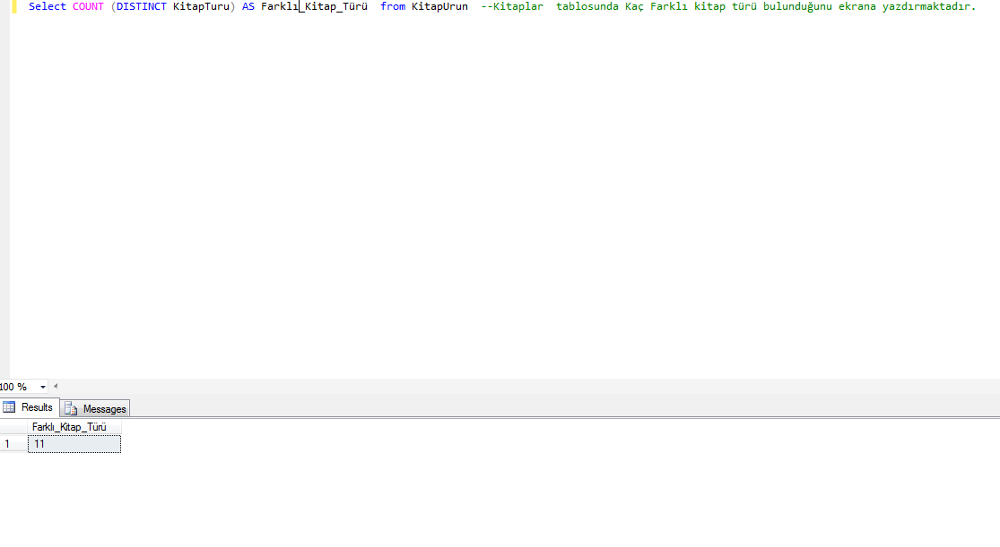 Select COUNT (DISTINCT KitapTuru) AS Farklı_Kitap_Türü  from KitapUrun  --Kitaplar  tablosunda Kaç Farklı kitap türü bulunduğunu ekrana yazdırmaktadır.
100 %
Results Messages
Farklı_Kitap_Türü
1 11